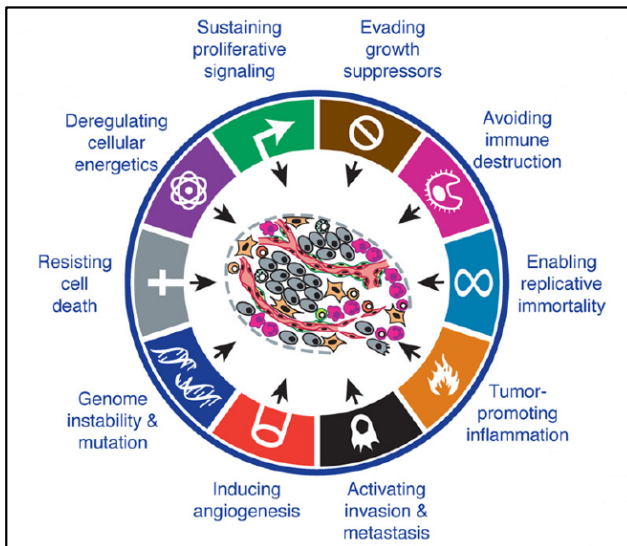 Sustaining
proliferative
signaling
Evading
growth
suppressors
Avoiding
immune
destruction
Enabling
replicative
immortality
Tumor-
promoting
inflammation
Activating
invasion &
metastasis
Inducing
angiogenesis
Genome
instability &
mutation
Resisting
cell
death
Deregulating
cellular
energetics